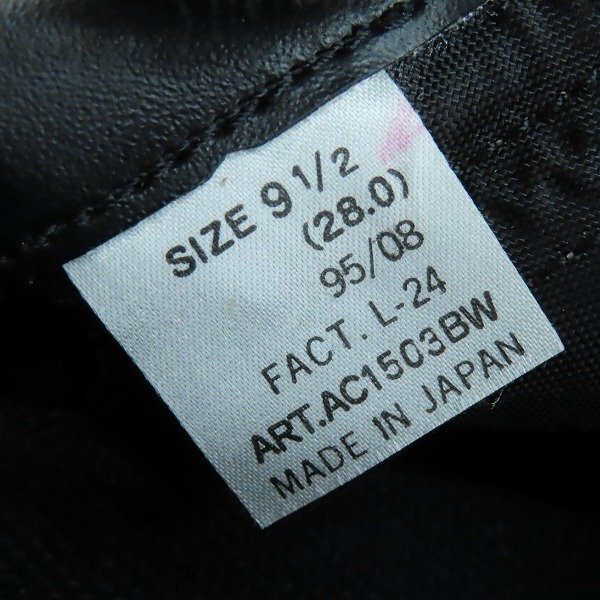 SIZE 9 1/2
(28.0)
95/08
FACT. L-24
ART.AC1503BW
MADE IN JAPAN